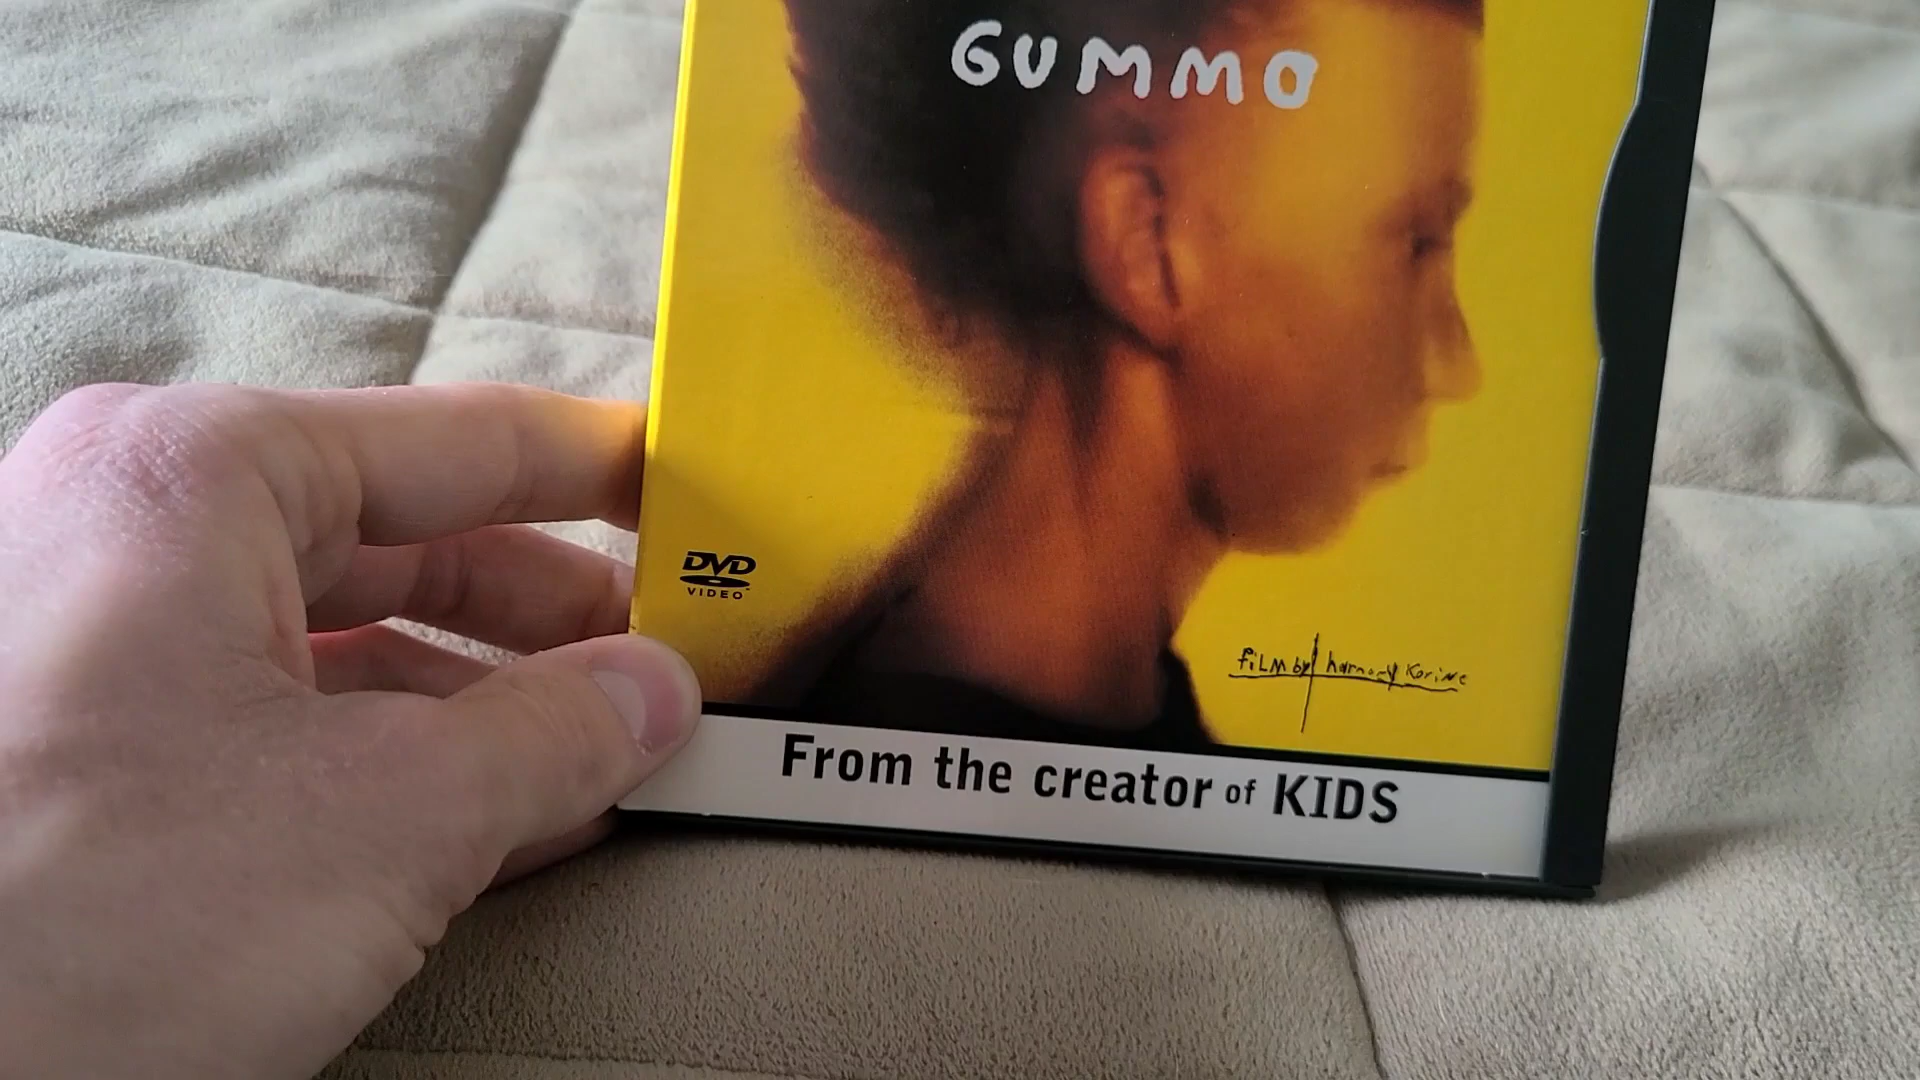 GUMMO
DVD
VIDEO
fiLM by harmony Korine
From the creator of KIDS